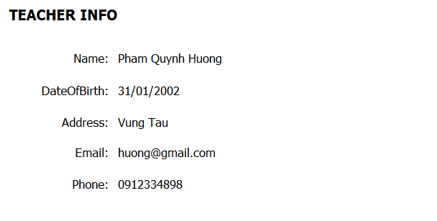 TEACHER INFO
Name: Pham Quynh Huong
DateOfBirth: 31/01/2002
Address: Vung Tau
Email: huong@gmail.com
Phone: 0912334898